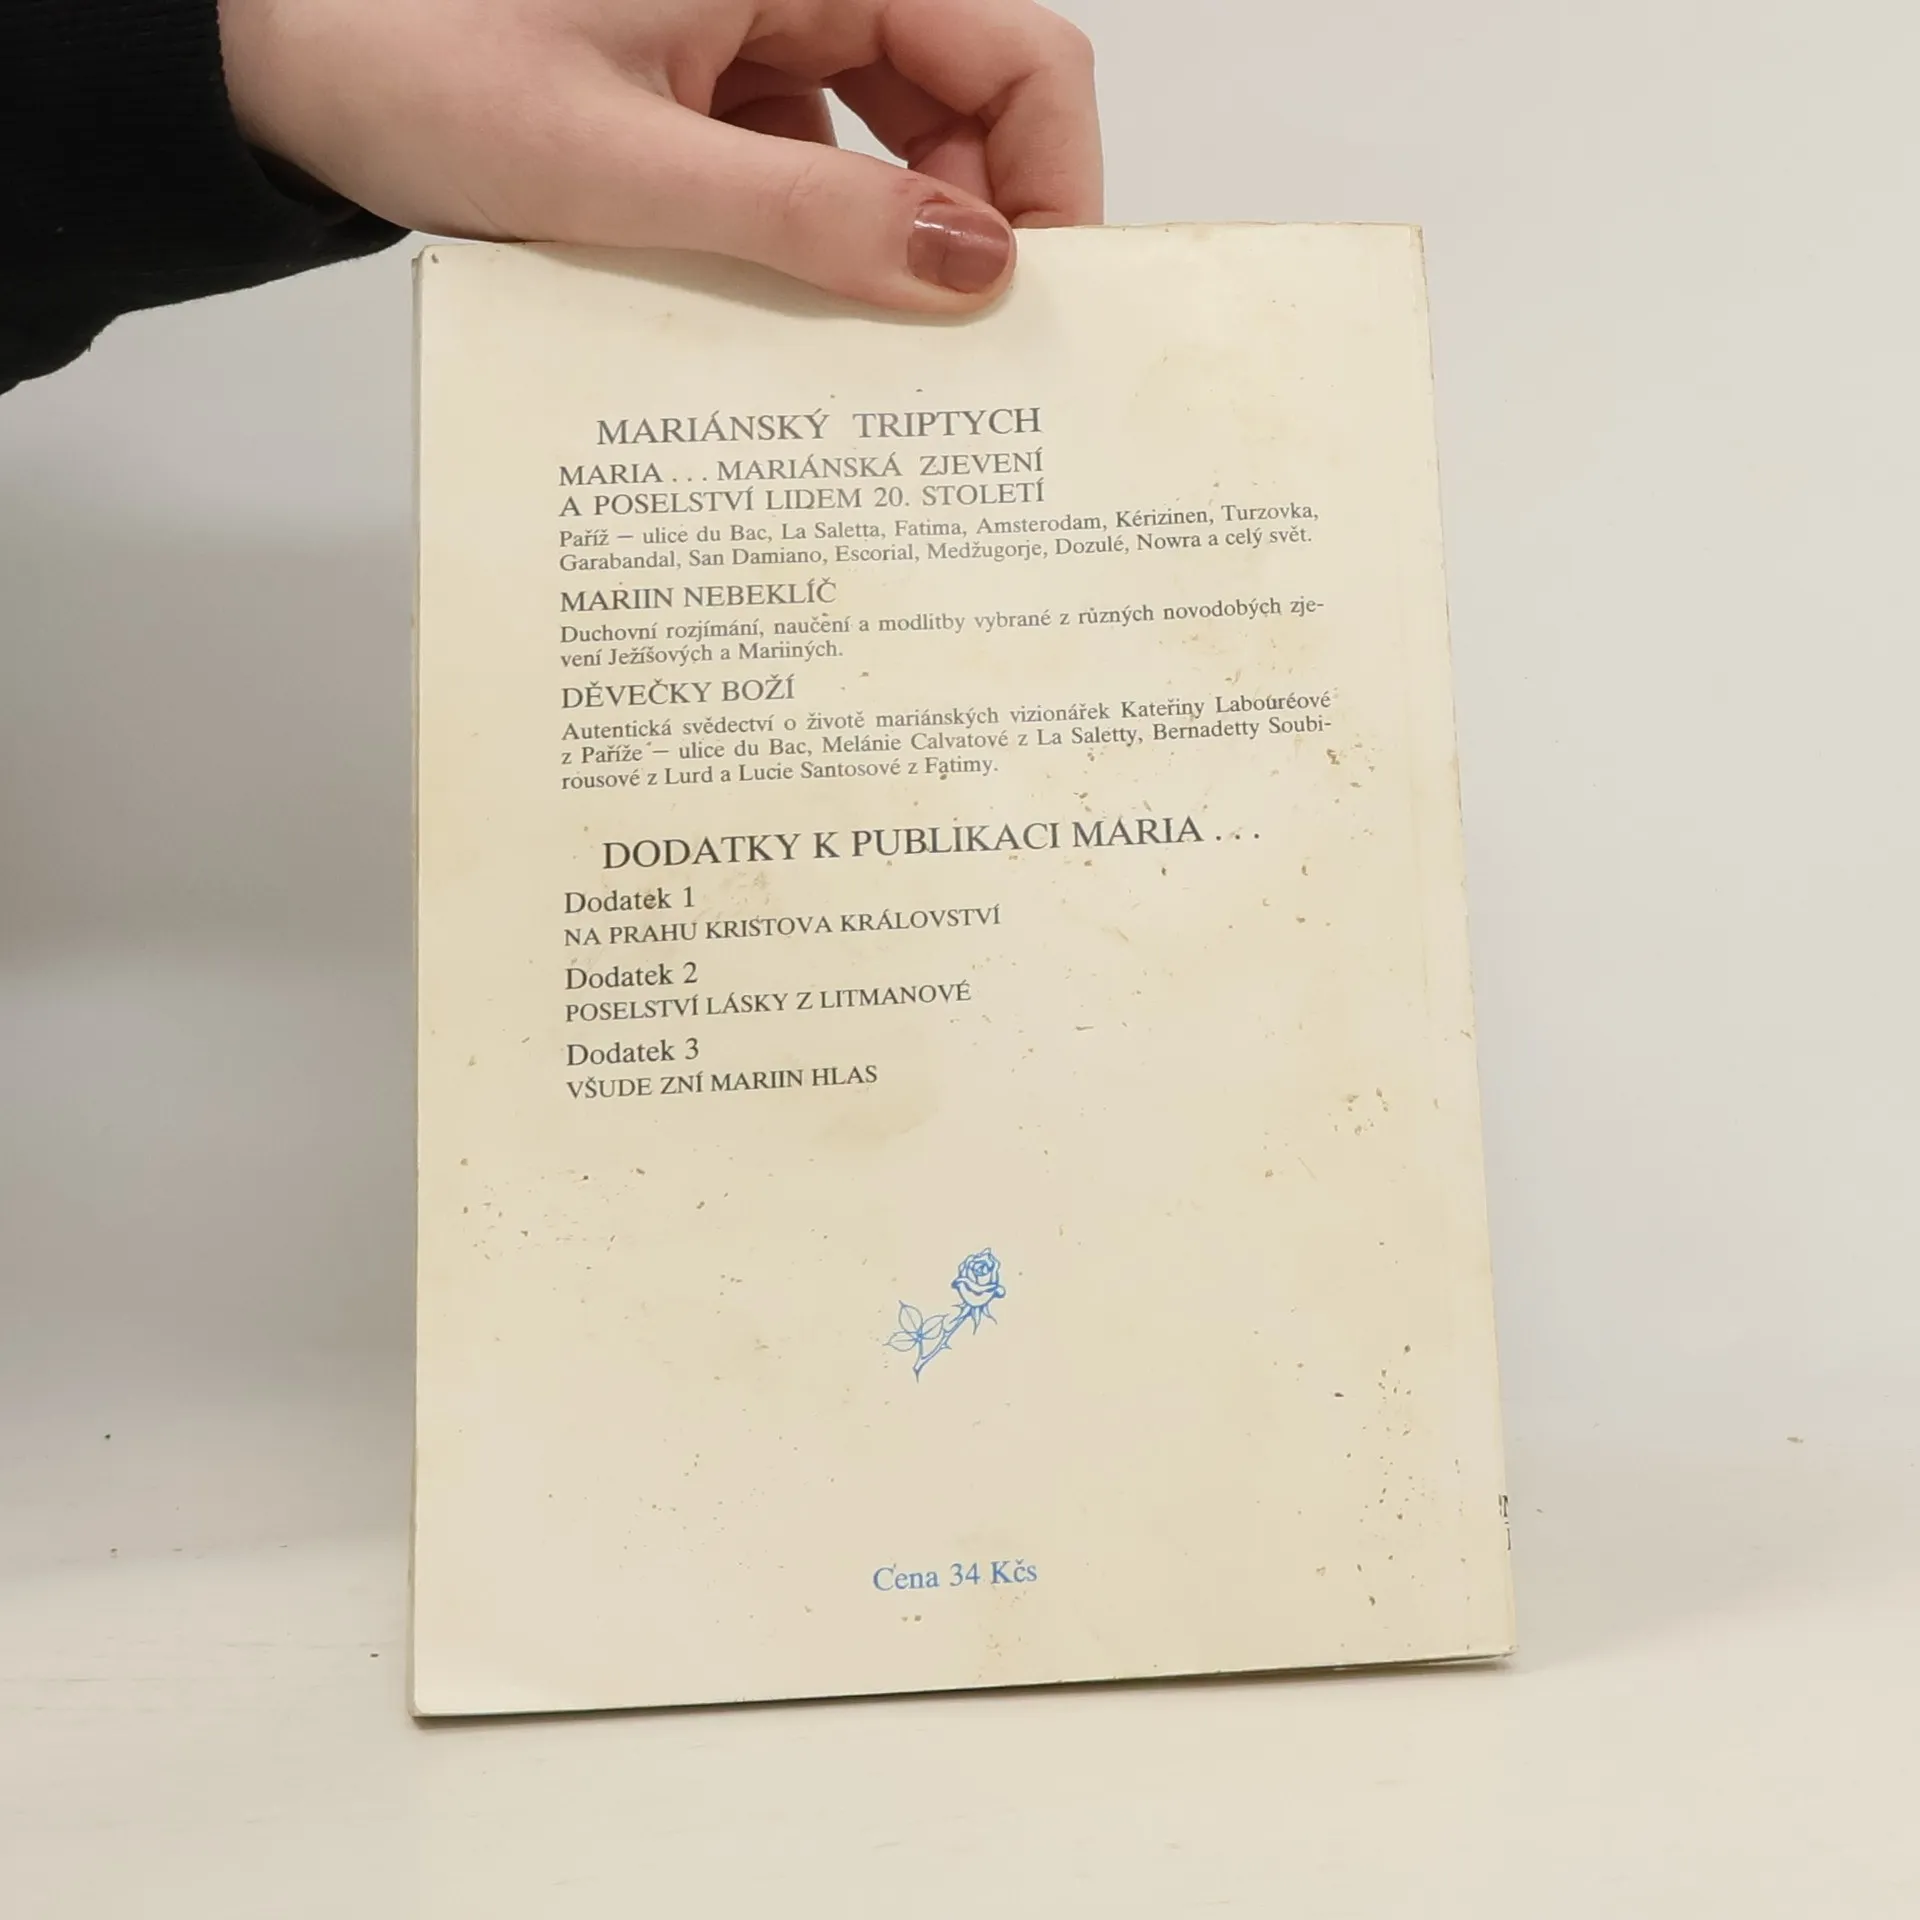 MARIÁNSKÝ TRIPTYCH
MARIA . . . MARIÁNSKÁ ZJEVENÍ
A POSELSTVÍ LIDEM 20. STOLETÍ
Paříž — ulice du Bac, La Saletta, Fatima, Amsterodam, Kérizinen, Turzovka,
Garabandal, San Damiano, Escorial, Medžugorje, Dozulé, Nowra a celý svět.
MARIIN NEBEKLÍČ
Duchovní rozjímání, naučení a modlitby vybrané z různých novodobých zje-
vení Ježíšových a Mariiných.
DĚVEČKY BOŽÍ
Autentická svědectví o životě mariánských vizionářek Kateřiny Labouréové
z Paříže — ulice du Bac, Melánie Calvatové z La Saletty, Bernadetty Soubi-
rousové z Lurd a Lucie Santosové z Fatimy.
DODATKY K PUBLIKACI MARIA . . .
Dodatek 1
NA PRAHU KRISTOVA KRÁLOVSTVÍ
Dodatek 2
POSELSTVÍ LÁSKY Z LITMANOVÉ
Dodatek 3
VŠUDE ZNÍ MARIIN HLAS
Cena 34 Kčs